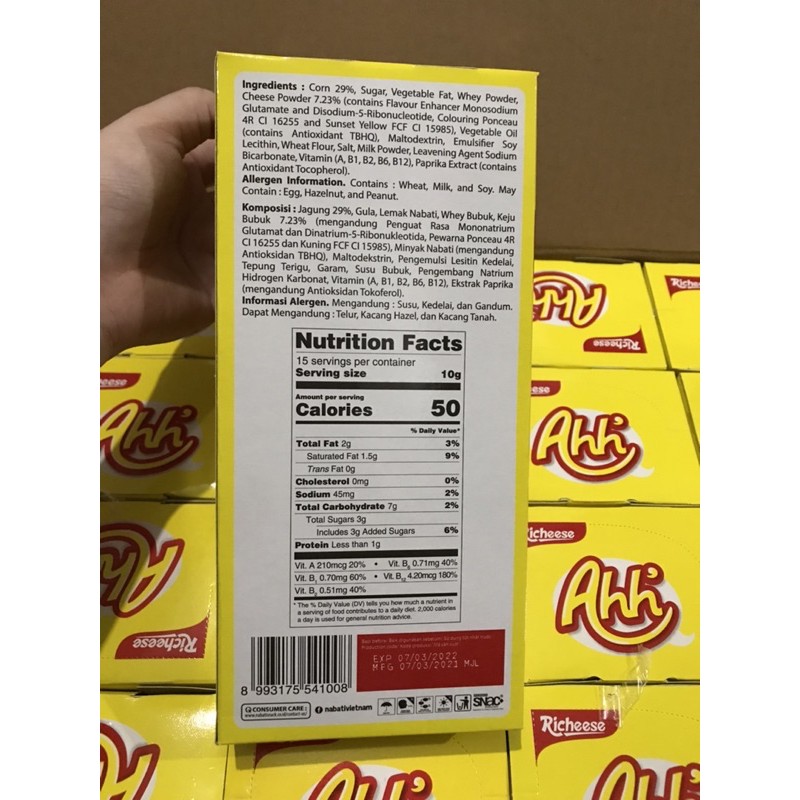 Ingredients : Corn 29%, Sugar, Vegetable Fat, Whey Powder,
Cheese Powder 7.23% (contains Flavour Enhancer Monosodium
Glutamate and Disodium-5-Ribonucleotide, Colouring Ponceau
4R CI 16255 and Sunset Yellow FCF CI 15985), Vegetable Oil
(contains Antioxidant TBHQ), Maltodextrin, Emulsifier Soy
Lecithin, Wheat Flour, Salt, Milk Powder, Leavening Agent Sodium
Bicarbonate, Vitamin (A, B1, B2, B6, B12), Paprika Extract (contains
Antioxidant Tocopherol).
Allergen Information. Contains : Wheat, Milk, and Soy. May
Contain : Egg, Hazelnut, and Peanut.
Komposisi : Jagung 29%, Gula, Lemak Nabati, Whey Bubuk, Keju
Bubuk 7.23% (mengandung Penguat Rasa Mononatrium
Glutamat dan Dinatrium-5-Ribonukleotida, Pewarna Ponceau 4R
CI 16255 dan Kuning FCF CI 15985), Minyak Nabati (mengandung
Antioksidan TBHQ), Maltodekstrin, Pengemulsi Lesitin Kedelai,
Tepung Terigu, Garam, Susu Bubuk, Pengembang Natrium
Hidrogen Karbonat, Vitamin (A, B1, B2, B6, B12), Ekstrak Paprika
(mengandung Antioksidan Tokoferol).
Informasi Alergen. Mengandung : Susu, Kedelai, dan Gandum.
Dapat Mengandung : Telur, Kacang Hazel, dan Kacang Tanah.
Nutrition Facts
15 servings per container
Serving size 10g
Amount per serving
Calories 50
% Daily Value*
Total Fat 2g 3%
Saturated Fat 1.5g 9%
Trans Fat 0g
Cholesterol 0mg 0%
Sodium 45mg 2%
Total Carbohydrate 7g 2%
Total Sugars 3g
Includes 3g Added Sugars 6%
Protein Less than 1g
Vit. A 210mcg 20% • Vit. B6 0.71mg 40%
Vit. B1 0.70mg 60% • Vit. B12 4.20mcg 180%
Vit. B2 0.51mg 40%
* The % Daily Value (DV) tells you how much a nutrient in
a serving of food contributes to a daily diet. 2,000 calories
a day is used for general nutrition advice.
EXP 07/03/2022
MFG 07/03/2021 MJL
8 993175 541008
CONSUMER CARE :
www.nabatisnack.co.id/contact-us/
nabativietnam
SNac
Ahh
Richeese
Richees
eese
Ahh
ese
Ahh
Ahh
Richeese
icheese
Ahh
Richeese
Ahh
Ahh